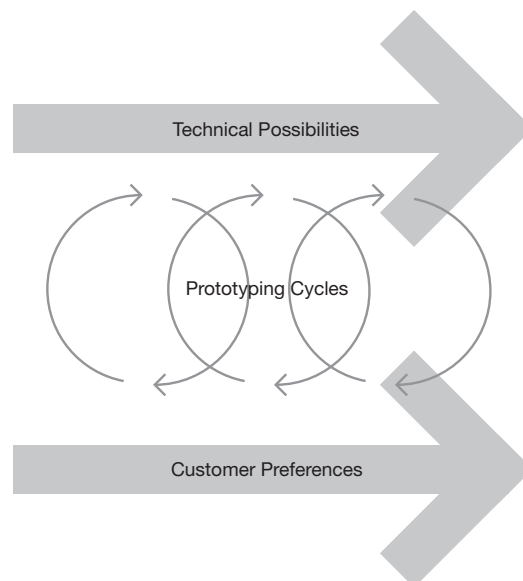 Technical Possibilities
Prototyping Cycles
Customer Preferences